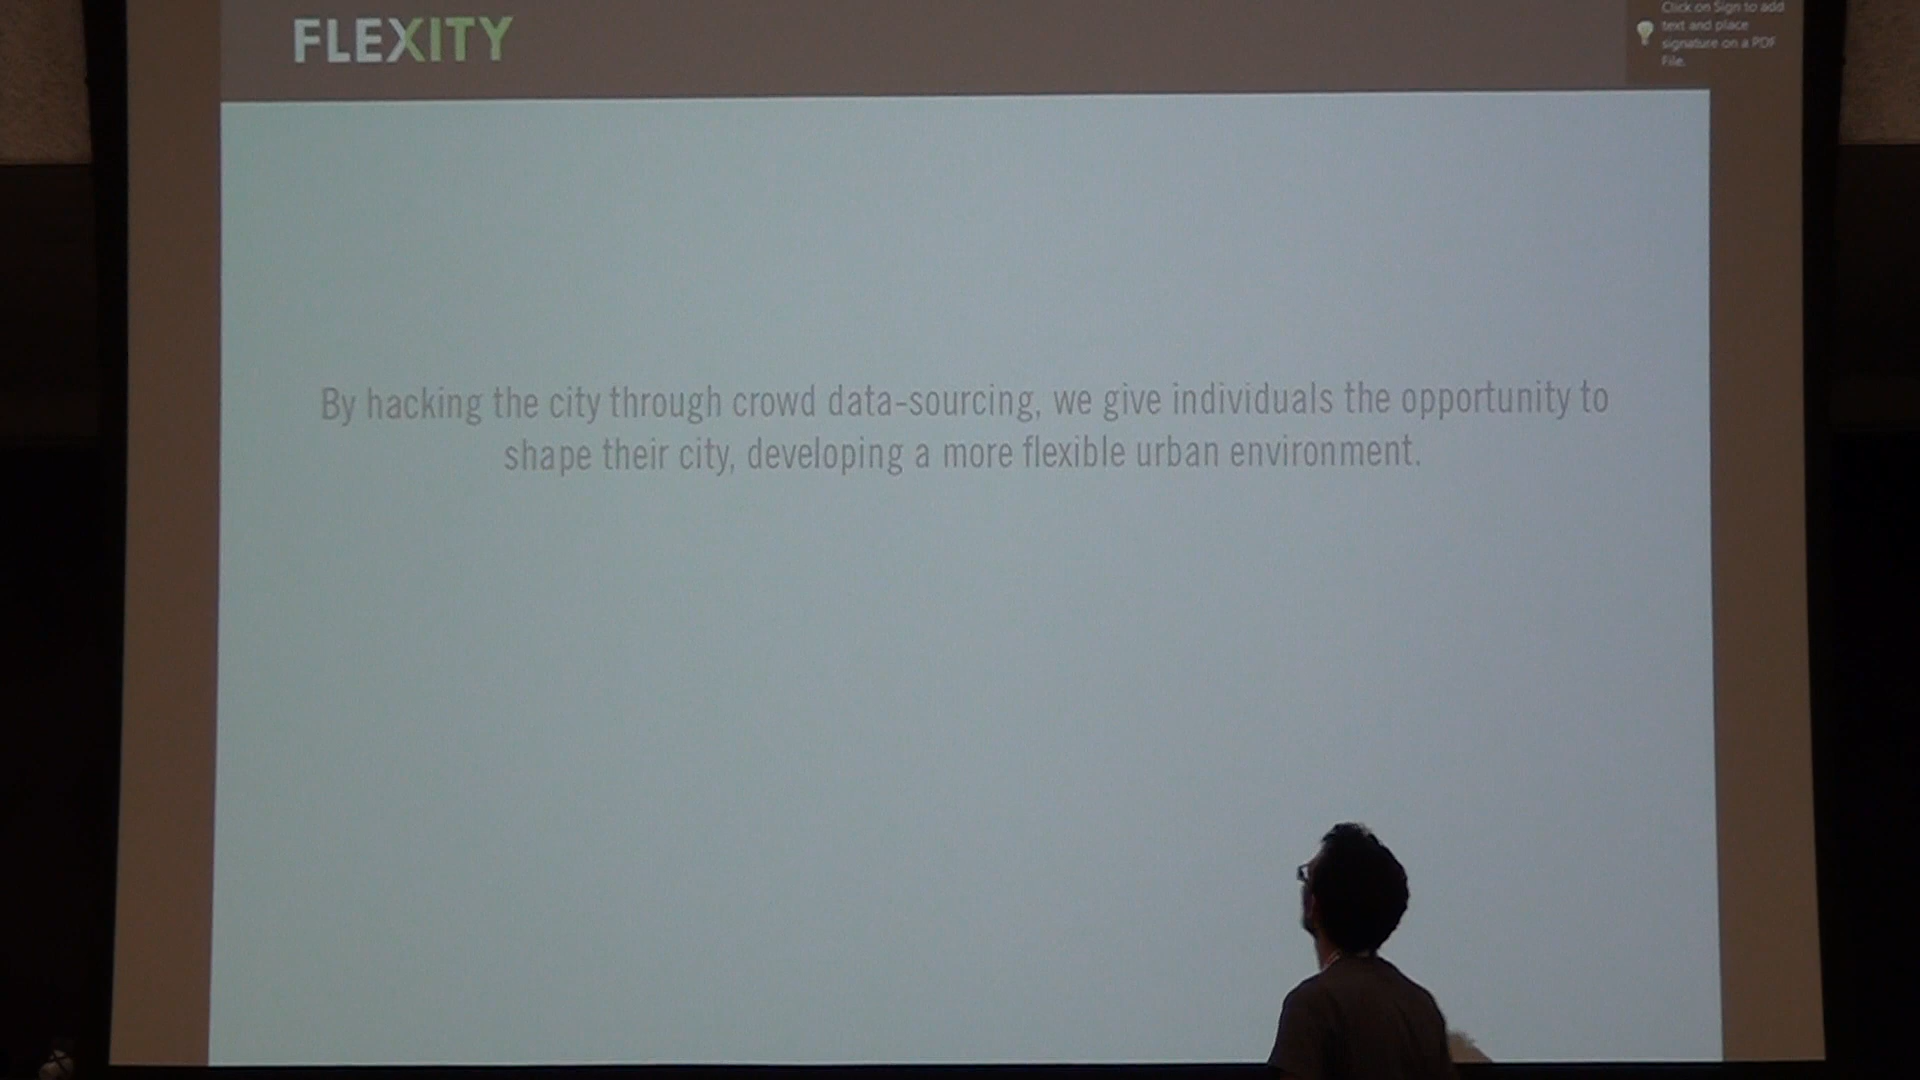 FLEXITY
Click on Sign to add
text and place
signature on a PDF
File.
By hacking the city through crowd data-sourcing, we give individuals the opportunity to
shape their city, developing a more flexible urban environment.